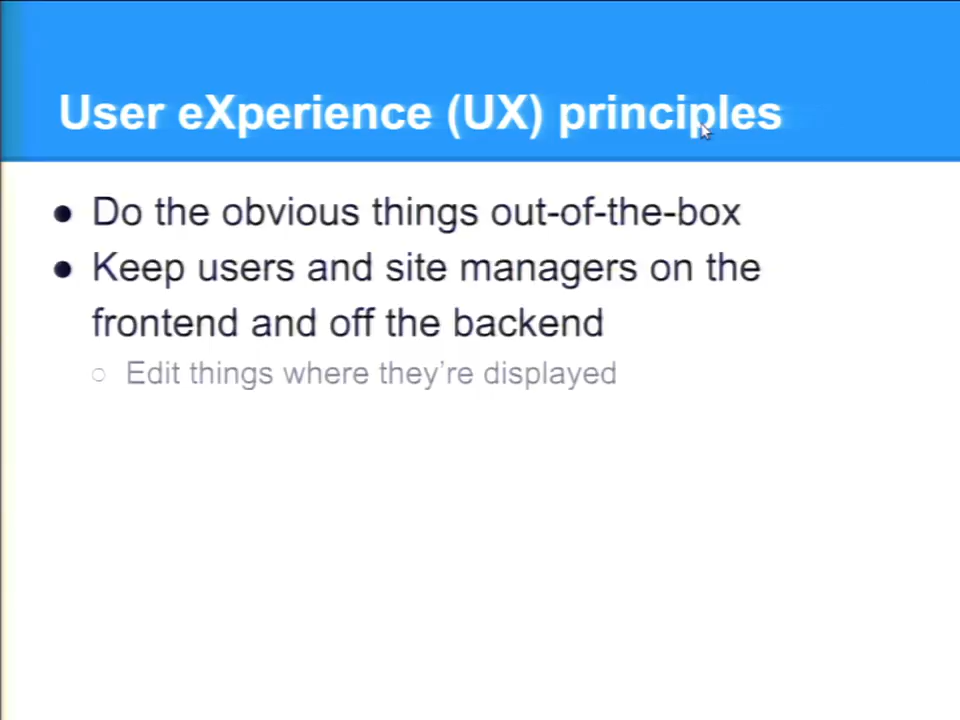 User eXperience (UX) principles
● Do the obvious things out-of-the-box
● Keep users and site managers on the
frontend and off the backend
○ Edit things where they're displayed